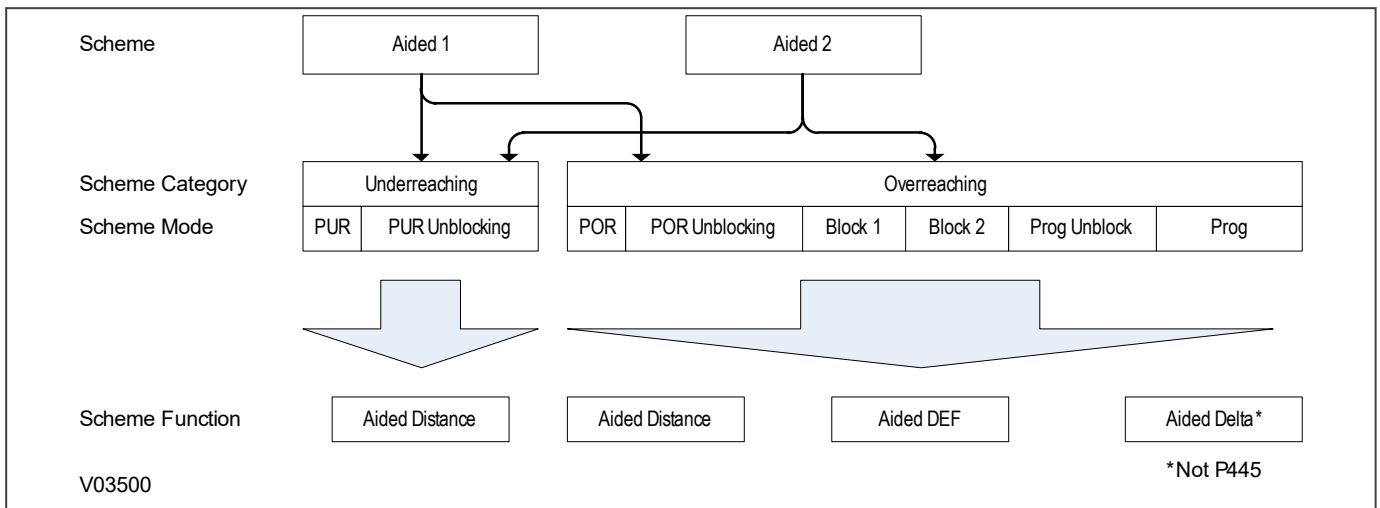 Scheme Aided 1 Aided 2
Scheme Category Underreaching Overreaching
Scheme Mode PUR PUR Unblocking POR POR Unblocking Block 1 Block 2 Prog Unblock Prog
Scheme Function Aided Distance Aided Distance Aided DEF Aided Delta*
*Not P445
V03500